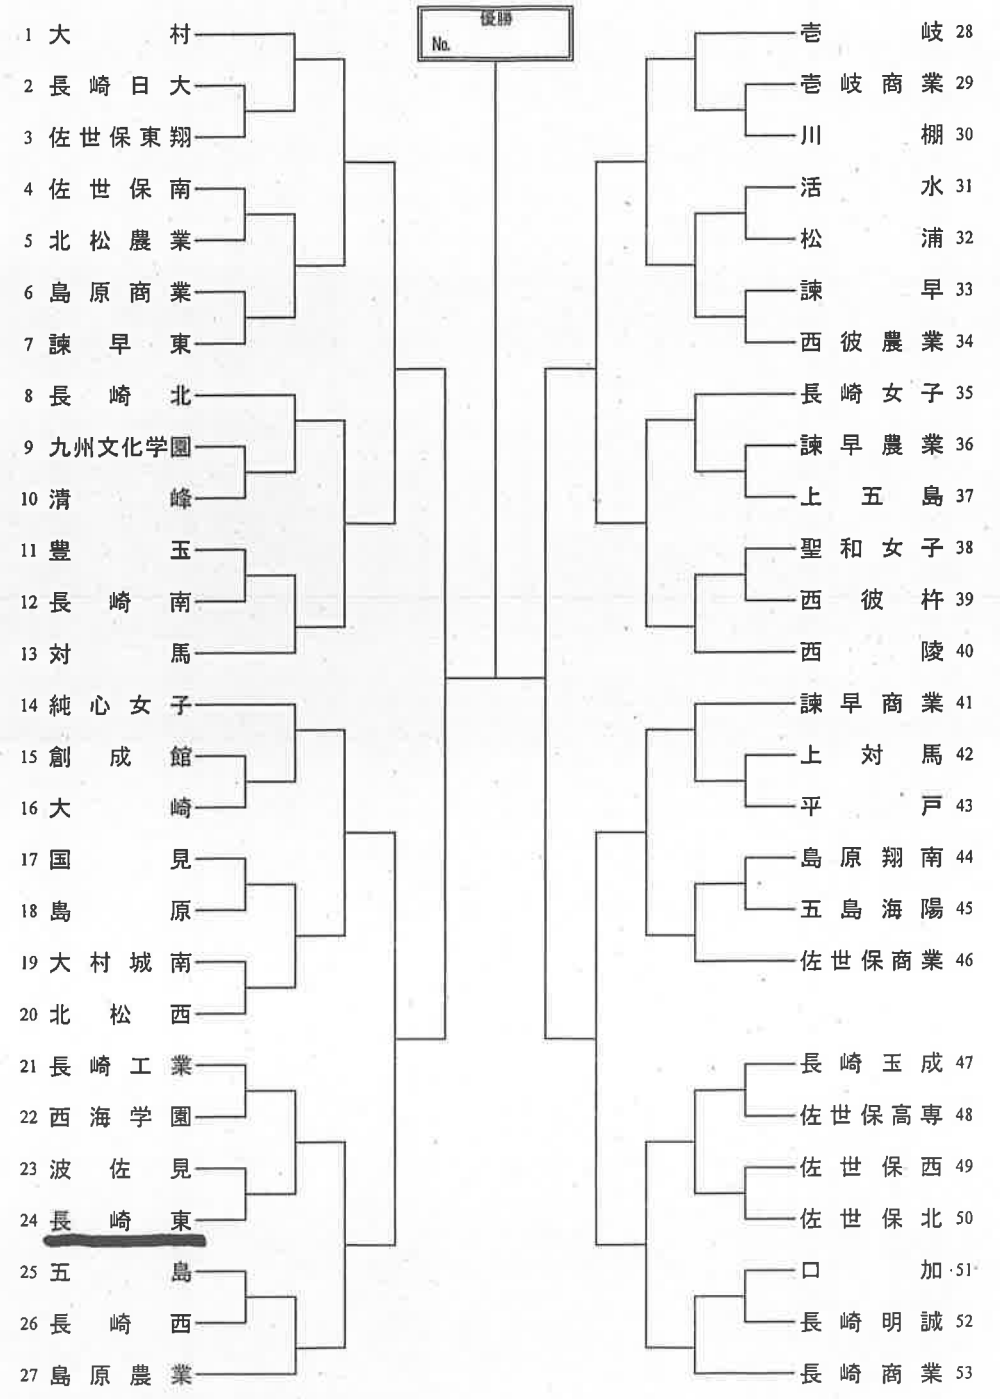 優勝
No.
1 大村
2 長崎日大
3 佐世保東翔
4 佐世保南
5 北松農業
6 島原商業
7 諫早東
8 長崎北
9 九州文化学園
10 清峰
11 豊玉
12 長崎南
13 対馬
14 純心女子
15 創成館
16 大崎
17 国見
18 島原
19 大村城南
20 北松西
21 長崎工業
22 西海学園
23 波佐見
24 長崎東
25 五島
26 長崎西
27 島原農業
壱岐 28
壱岐商業 29
川棚 30
活水 31
松浦 32
諫早 33
西彼農業 34
長崎女子 35
諫早農業 36
上五島 37
聖和女子 38
西彼杵 39
西陵 40
諫早商業 41
上対馬 42
平戸 43
島原翔南 44
五島海陽 45
佐世保商業 46
長崎玉成 47
佐世保高専 48
佐世保西 49
佐世保北 50
口加 51
長崎明誠 52
長崎商業 53